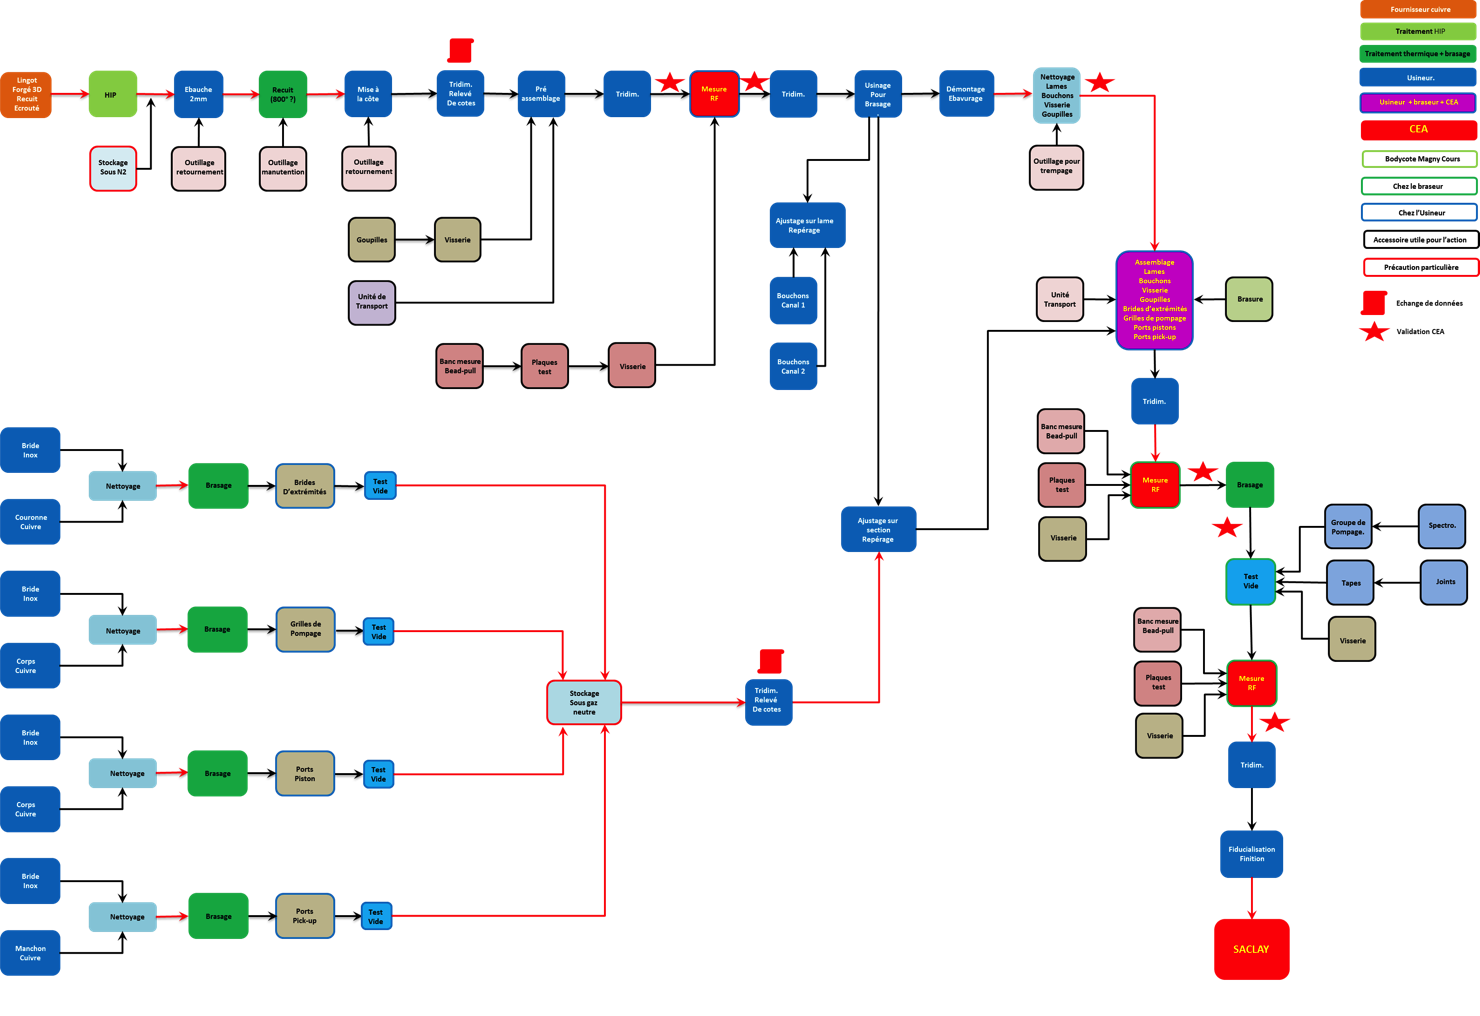 Fournisseur cuivre
Traitement HIP
Traitement thermique + brasage
Usineur.
Usineur + braseur + CEA
CEA
Bodycote Magny Cours
Chez le braseur
Chez l'Usineur
Accessoire utile pour l'action
Précaution particulière
Echange de données
Validation CEA
Lingot
Forgé 3D
Recuit
Ecrouté
HIP
Ebauche
2mm
Recuit
(800° ?)
Mise à
la côte
Tridim.
Relevé
De cotes
Pré
assemblage
Tridim.
Mesure
RF
Tridim.
Usinage
Pour
Brasage
Démontage
Ebavurage
Nettoyage
Lames
Bouchons
Visserie
Goupilles
Stockage
Sous N2
Outillage
retournement
Outillage
manutention
Outillage
retournement
Outillage pour
trempage
Goupilles
Visserie
Unité de
Transport
Banc mesure
Bead-pull
Plaques
test
Visserie
Ajustage sur lame
Repérage
Bouchons
Canal 1
Bouchons
Canal 2
Assemblage
Lames
Bouchons
Visserie
Goupilles
Brides d'extrémités
Grilles de pompage
Ports pistons
Ports pick-up
Unité
Transport
Brasure
Tridim.
Banc mesure
Bead-pull
Plaques
test
Visserie
Mesure
RF
Brasage
Groupe de
Pompage.
Spectro.
Test
Vide
Tapes
Joints
Visserie
Banc mesure
Bead-pull
Plaques
test
Visserie
Mesure
RF
Tridim.
Fiducialisation
Finition
SACLAY
Bride
Inox
Couronne
Cuivre
Nettoyage
Brasage
Brides
D'extrémités
Test
Vide
Bride
Inox
Corps
Cuivre
Nettoyage
Brasage
Grilles de
Pompage
Test
Vide
Bride
Inox
Corps
Cuivre
Nettoyage
Brasage
Ports
Piston
Test
Vide
Bride
Inox
Manchon
Cuivre
Nettoyage
Brasage
Ports
Pick-up
Test
Vide
Stockage
Sous gaz
neutre
Tridim.
Relevé
De cotes
Ajustage sur
section
Repérage